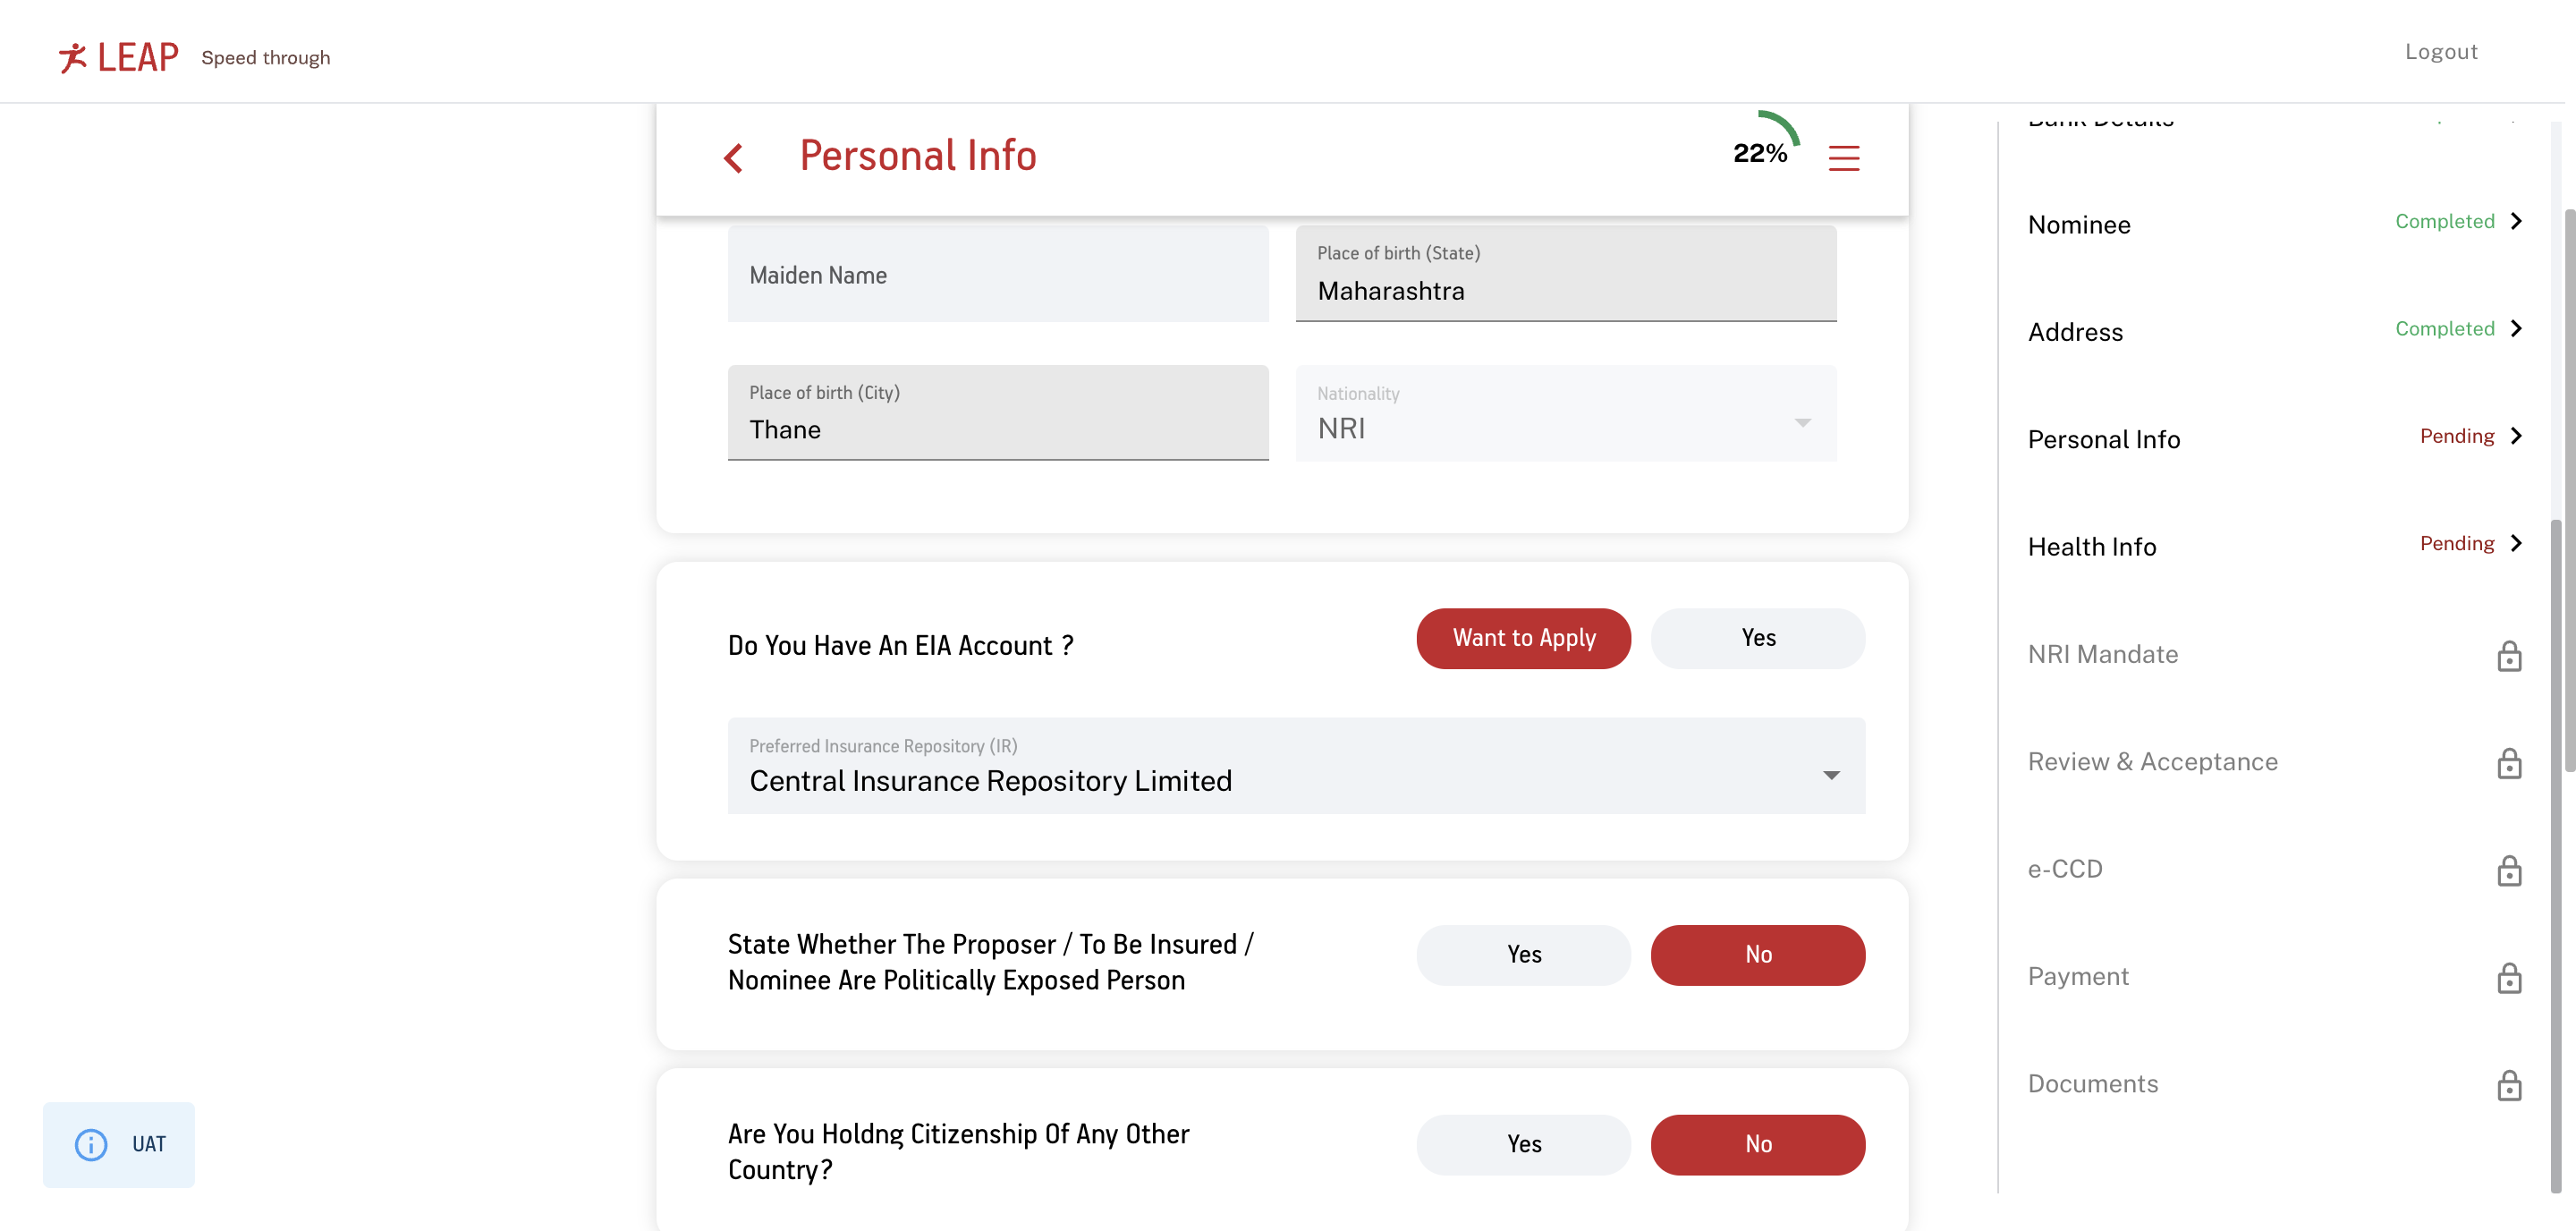 LEAP Speed through
Logout
Personal Info
22%
Maiden Name
Place of birth (State)
Maharashtra
Place of birth (City)
Thane
Nationality
NRI
Do You Have An EIA Account ?
Want to Apply
Yes
Preferred Insurance Repository (IR)
Central Insurance Repository Limited
State Whether The Proposer / To Be Insured /
Nominee Are Politically Exposed Person
Yes
No
Are You Holdng Citizenship Of Any Other
Country?
Yes
No
Bank Details
Nominee
Completed
Address
Completed
Personal Info
Pending
Health Info
Pending
NRI Mandate
Review & Acceptance
e-CCD
Payment
Documents
UAT